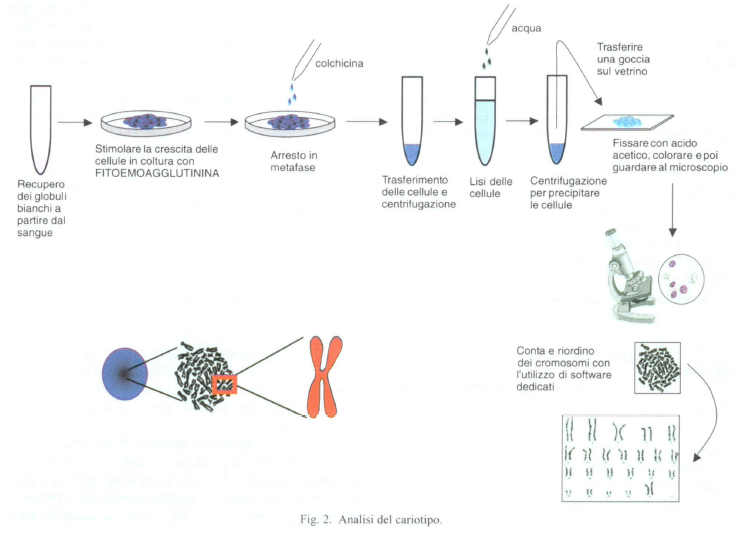 acqua
colchicina
Trasferire
una goccia
sul vetrino
Stimolare la crescita delle
cellule in coltura con
FITOEMOAGGLUTININA
Arresto in
metafase
Fissare con acido
acetico, colorare e poi
guardare al microscopio
Recupero
dei globuli
bianchi a
partire dal
sangue
Trasferimento
delle cellule e
centrifugazione
Lisi delle
cellule
Centrifugazione
per precipitare
le cellule
Conta e riordino
dei cromosomi con
l'utilizzo di software
dedicati
Fig. 2. Analisi del cariotipo.